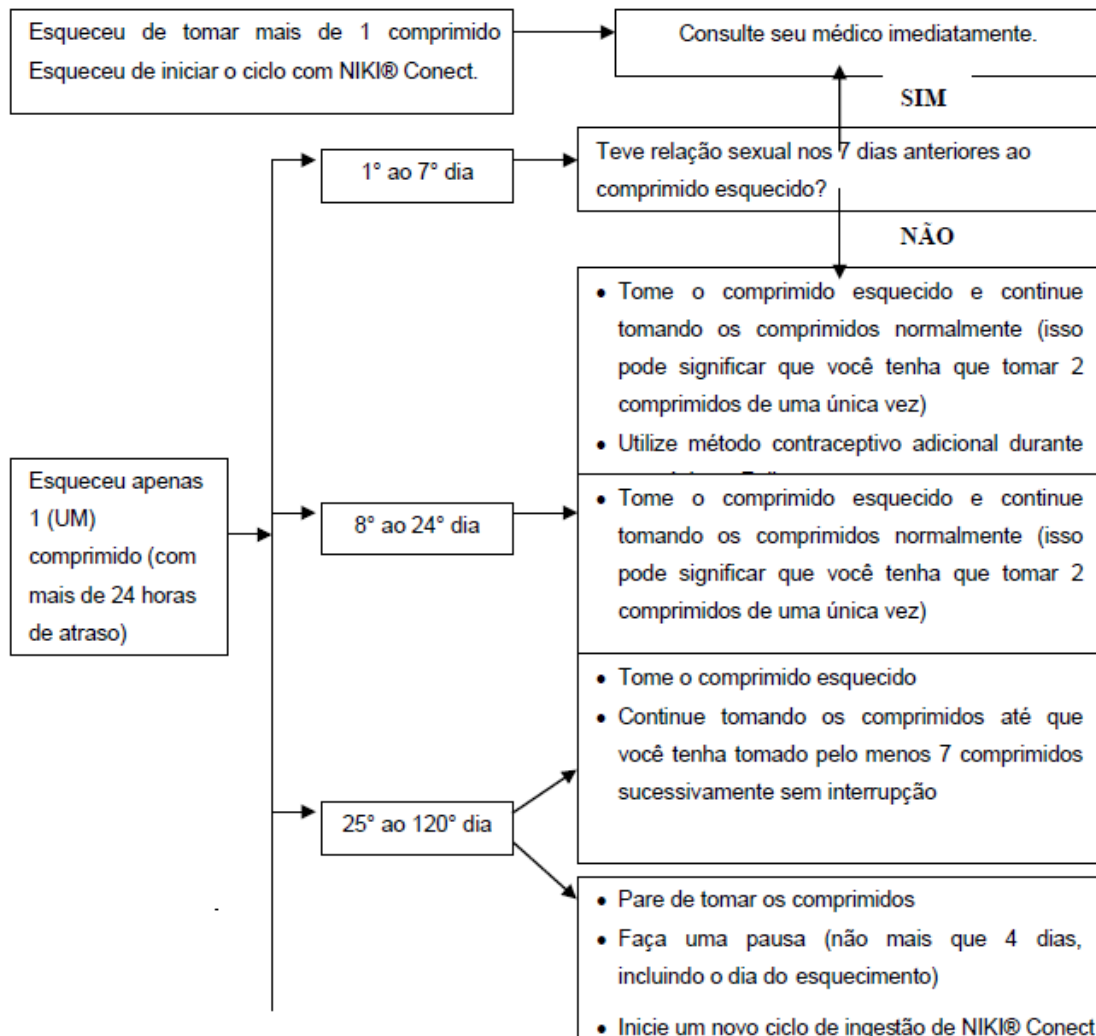 Esqueceu de tomar mais de 1 comprimido
Esqueceu de iniciar o ciclo com NIKI® Conect.
Consulte seu médico imediatamente.
SIM
1° ao 7° dia
Teve relação sexual nos 7 dias anteriores ao
comprimido esquecido?
NÃO
• Tome o comprimido esquecido e continue
tomando os comprimidos normalmente (isso
pode significar que você tenha que tomar 2
comprimidos de uma única vez)
• Utilize método contraceptivo adicional durante
Esqueceu apenas
1 (UM)
comprimido (com
mais de 24 horas
de atraso)
8° ao 24° dia
• Tome o comprimido esquecido e continue
tomando os comprimidos normalmente (isso
pode significar que você tenha que tomar 2
comprimidos de uma única vez)
25° ao 120° dia
• Tome o comprimido esquecido
• Continue tomando os comprimidos até que
você tenha tomado pelo menos 7 comprimidos
sucessivamente sem interrupção
• Pare de tomar os comprimidos
• Faça uma pausa (não mais que 4 dias,
incluindo o dia do esquecimento)
• Inicie um novo ciclo de ingestão de NIKI® Conect